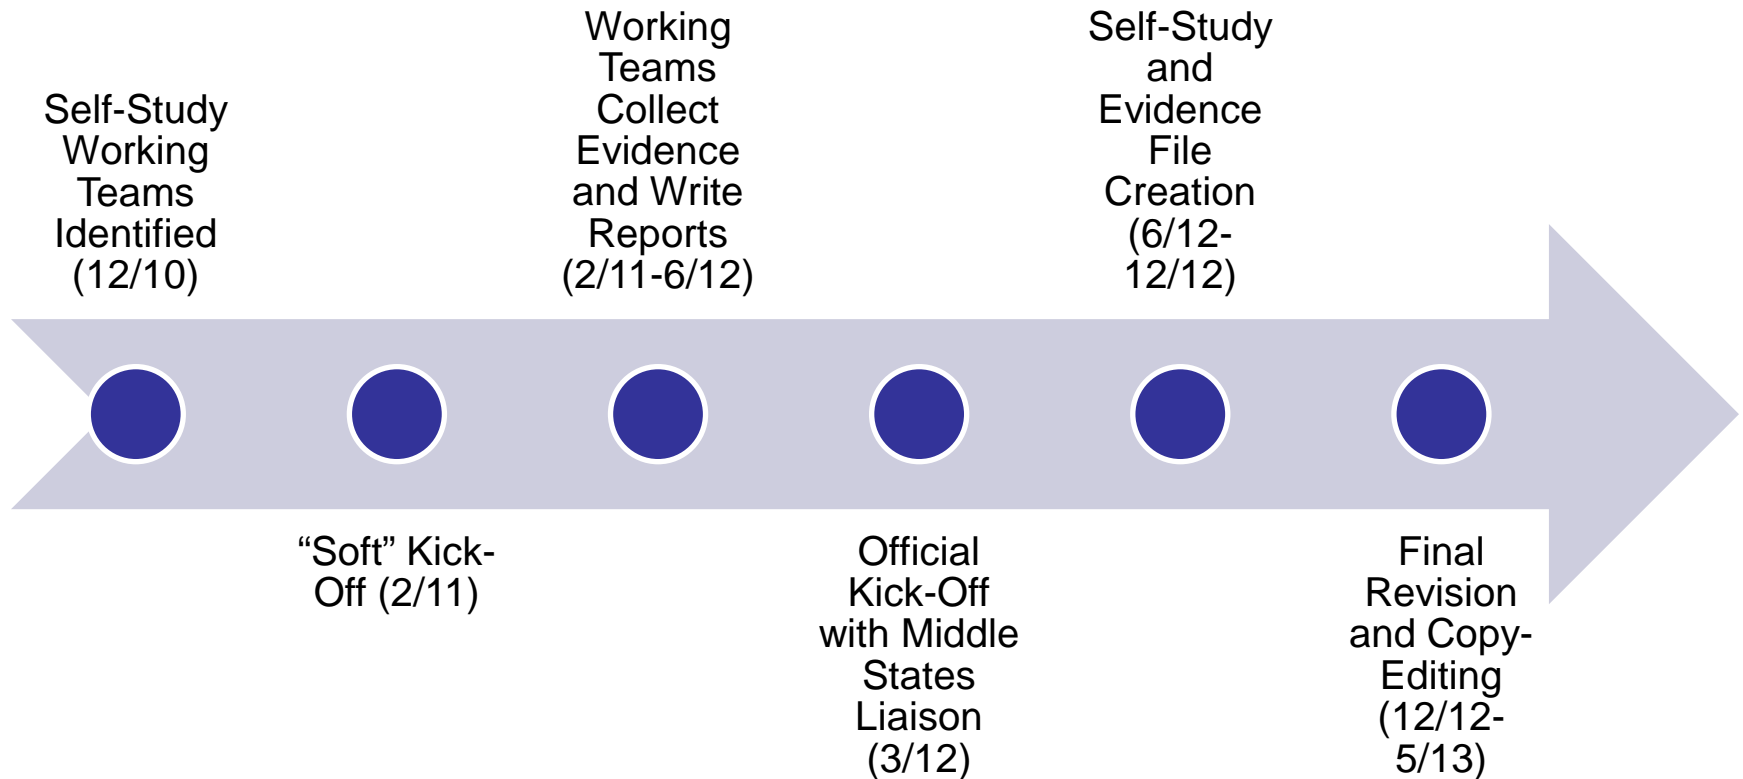 Self-Study
Working
Teams
Identified
(12/10)
“Soft” Kick-
Off (2/11)
Working
Teams
Collect
Evidence
and Write
Reports
(2/11-6/12)
Official
Kick-Off
with Middle
States
Liaison
(3/12)
Self-Study
and
Evidence
File
Creation
(6/12-
12/12)
Final
Revision
and Copy-
Editing
(12/12-
5/13)